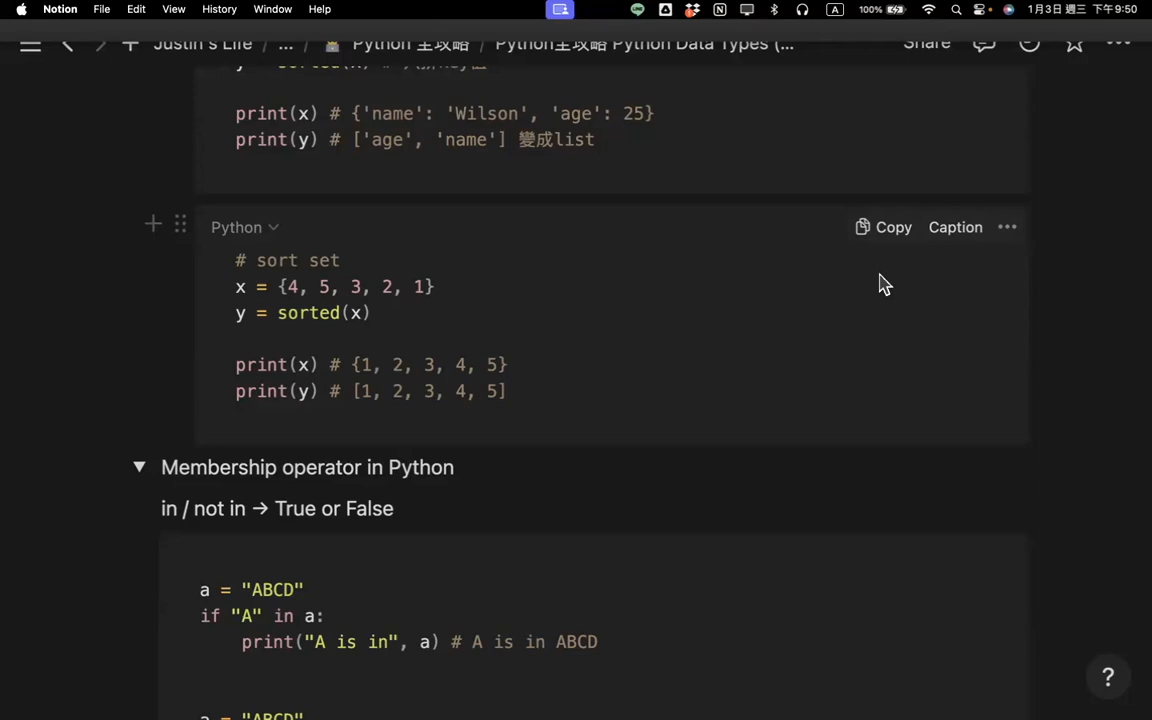 Notion File Edit View History Window Help A 100% 1月3日 週三 下午9:50
Justin's Life / ... / Python 全攻略 / Python全攻略 Python Data Types (... Share
y = sorted(x) #
print(x) # {'name': 'Wilson', 'age': 25}
print(y) # ['age', 'name'] 變成list
Python Copy Caption
# sort set
x = {4, 5, 3, 2, 1}
y = sorted(x)
print(x) # {1, 2, 3, 4, 5}
print(y) # [1, 2, 3, 4, 5]
Membership operator in Python
in / not in → True or False
a = "ABCD"
if "A" in a:
print("A is in", a) # A is in ABCD
a = "ABCD"
?